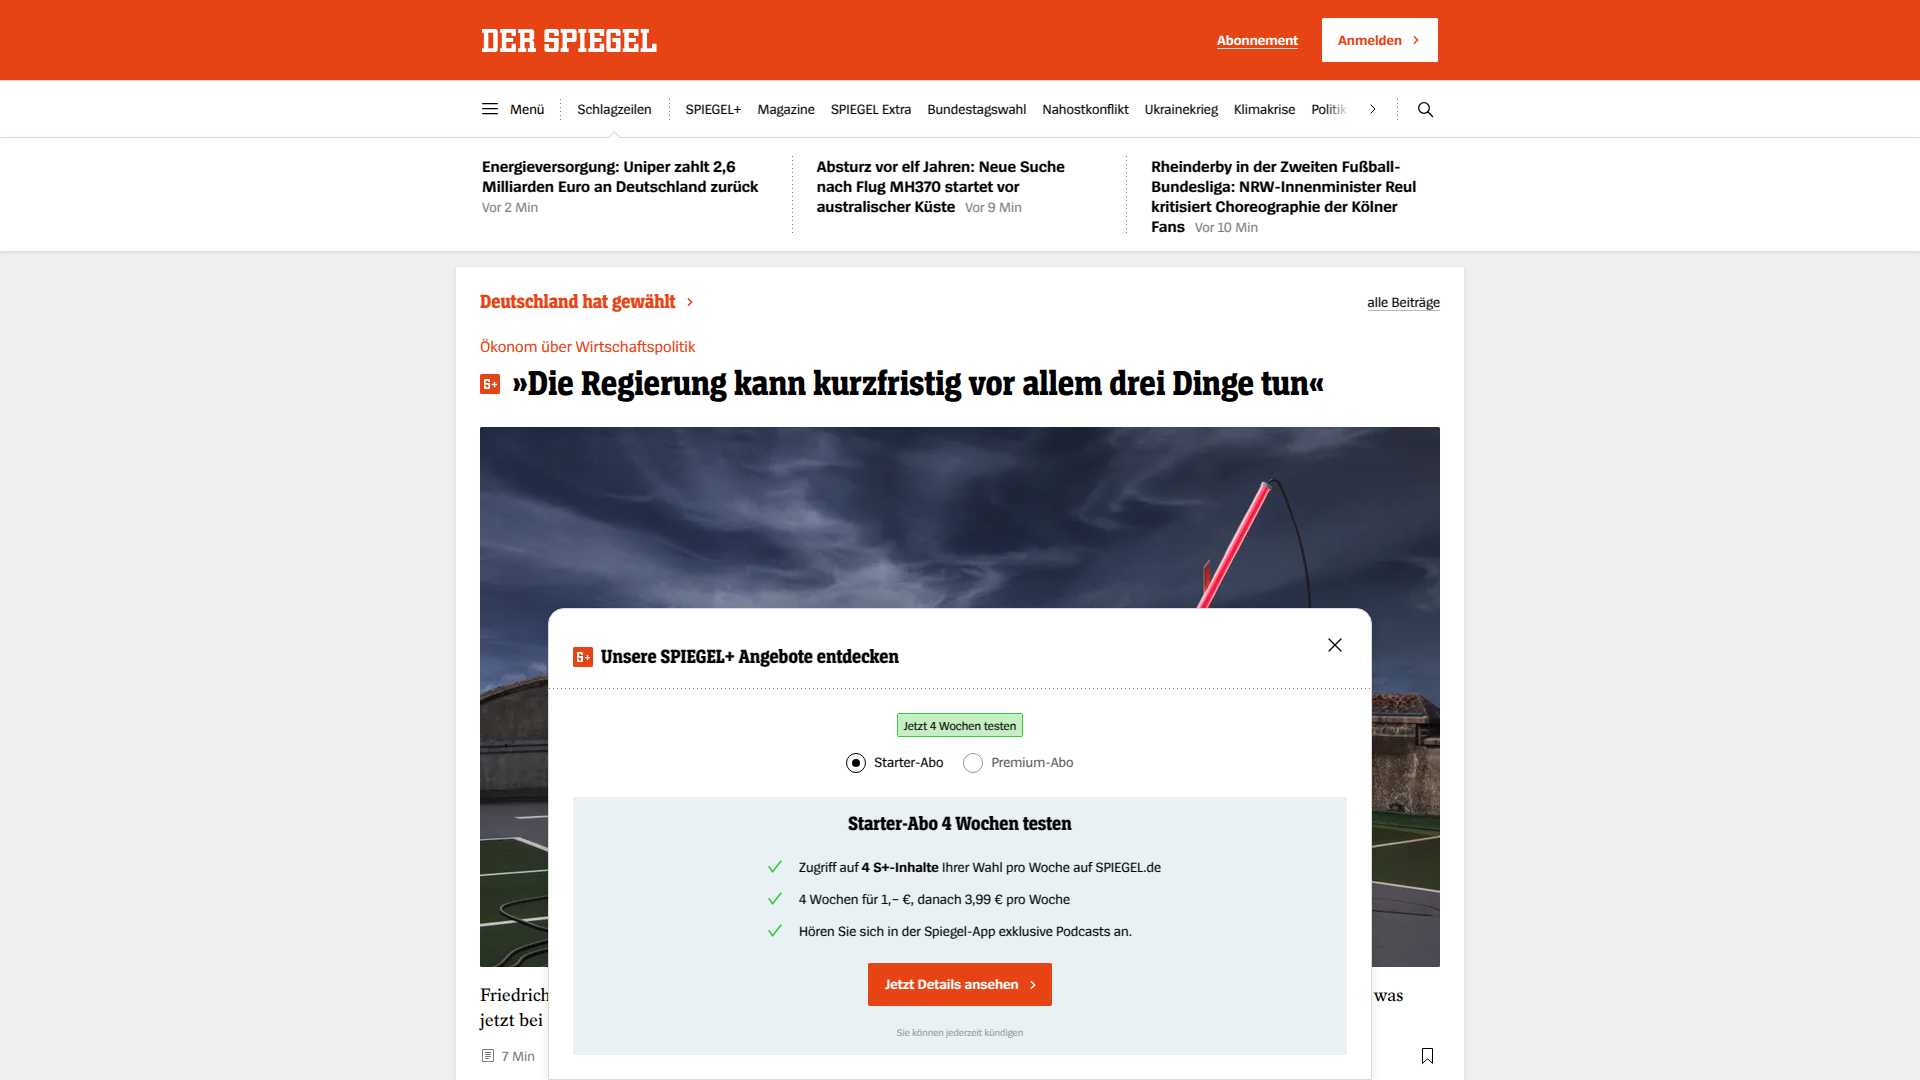 DER SPIEGEL
Abonnement
Anmelden
Menü
Schlagzeilen
SPIEGEL+
Magazine
SPIEGEL Extra
Bundestagswahl
Nahostkonflikt
Ukrainekrieg
Klimakrise
Politik
Energieversorgung: Uniper zahlt 2,6
Milliarden Euro an Deutschland zurück
Vor 2 Min
Absturz vor elf Jahren: Neue Suche
nach Flug MH370 startet vor
australischer Küste Vor 9 Min
Rheinderby in der Zweiten Fußball-
Bundesliga: NRW-Innenminister Reul
kritisiert Choreographie der Kölner
Fans Vor 10 Min
Deutschland hat gewählt
alle Beiträge
Ökonom über Wirtschaftspolitik
S+ »Die Regierung kann kurzfristig vor allem drei Dinge tun«
S+ Unsere SPIEGEL+ Angebote entdecken
Jetzt 4 Wochen testen
Starter-Abo
Premium-Abo
Starter-Abo 4 Wochen testen
Zugriff auf 4 S+-Inhalte Ihrer Wahl pro Woche auf SPIEGEL.de
4 Wochen für 1,– €, danach 3,99 € pro Woche
Hören Sie sich in der Spiegel-App exklusive Podcasts an.
Jetzt Details ansehen
Sie können jederzeit kündigen
Friedrich was
jetzt bei
7 Min